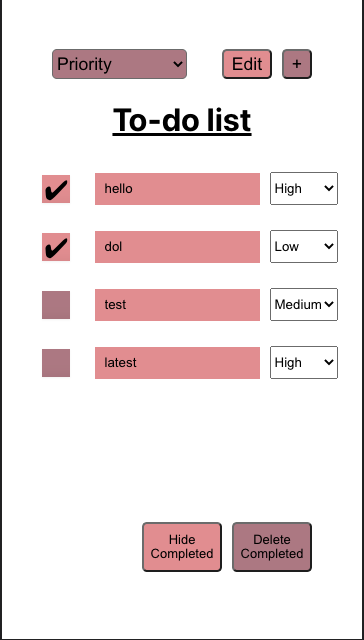 Priority Edit +
To-do list
✔ hello High
✔ dol Low
test Medium
latest High
Hide
Completed
Delete
Completed